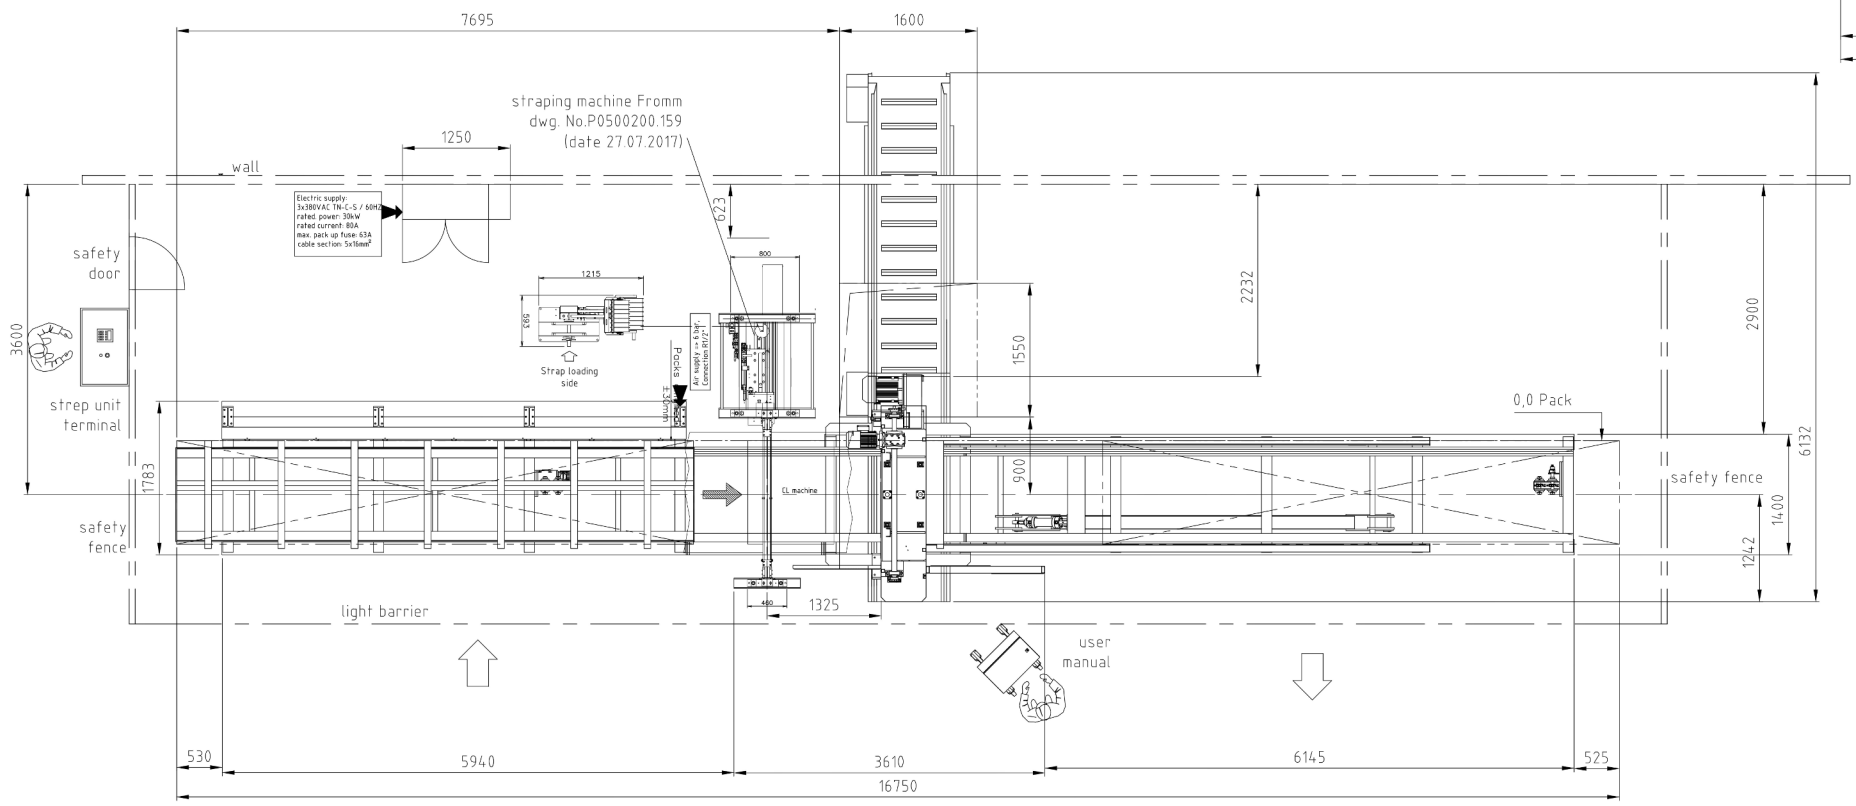 7695
1600
straping machine Fromm
dwg. No.P0500200.159
(date 27.07.2017)
1250
wall
Electric supply:
3x380VAC TN-C-S / 60HZ
rated. power: 30kW
rated current: 80A
max. pack up fuse: 63A
cable section: 5x16mm²
623
safety
door
800
1215
593
2232
2900
3600
1550
Strap loading
side
Packs
±30mm
Air supply => 6 bar,
Connection R1/2"
strep unit
terminal
0,0 Pack
6132
1783
900
CL machine
safety fence
1400
safety
fence
1242
460
1325
light barrier
user
manual
530
5940
3610
6145
525
16750